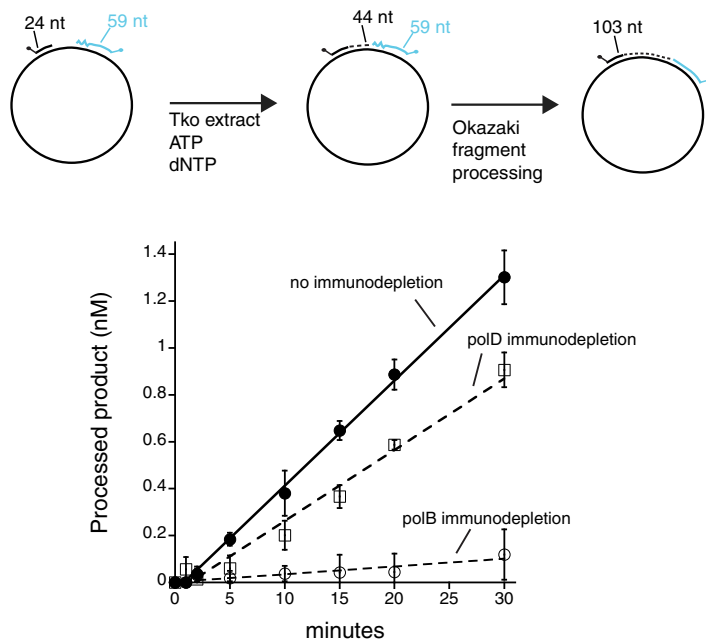 24 nt
59 nt
44 nt
59 nt
103 nt
Tko extract
ATP
dNTP
Okazaki
fragment
processing
Processed product (nM)
1.4
1.2
1
0.8
0.6
0.4
0.2
0
no immunodepletion
polD immunodepletion
polB immunodepletion
0
5
10
15
20
25
30
minutes